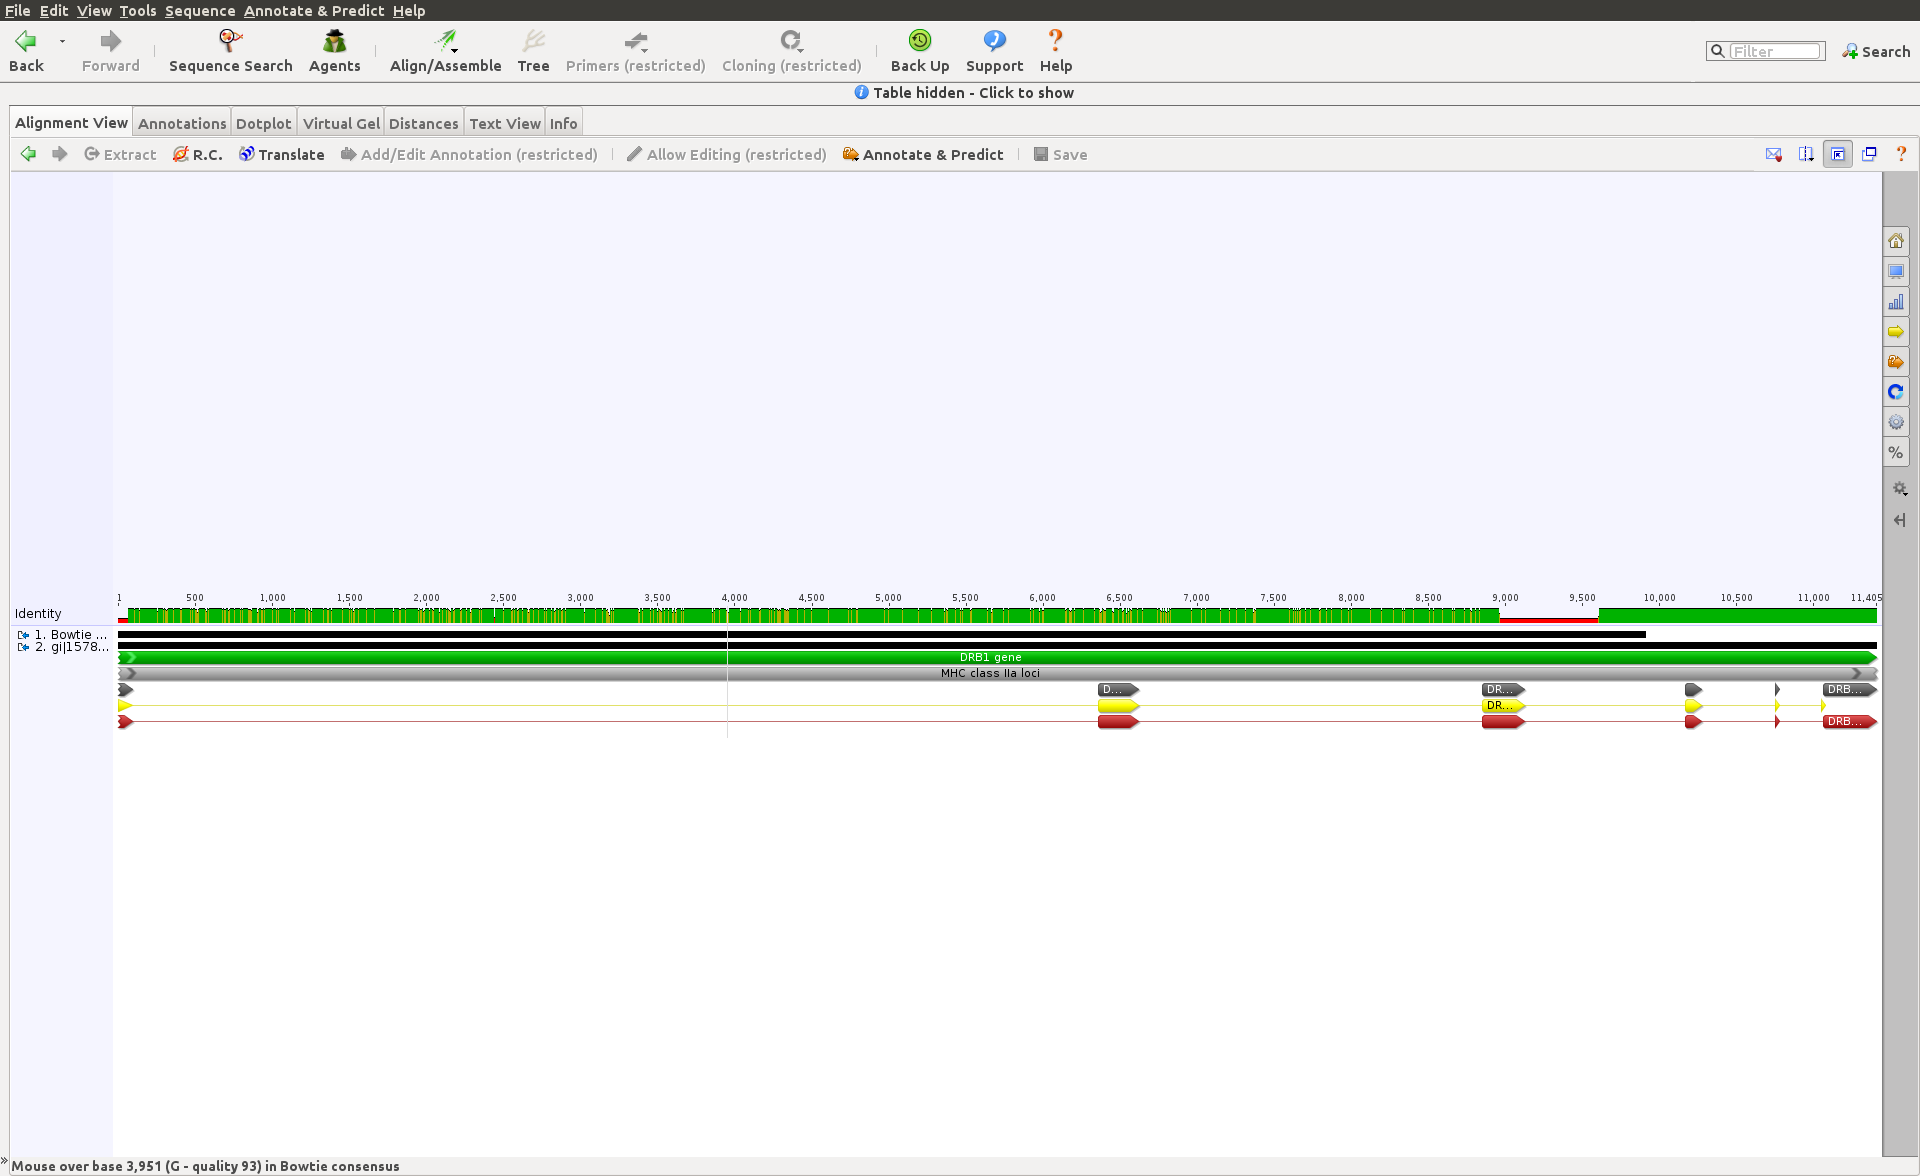 File Edit View Tools Sequence Annotate & Predict Help
Back Forward Sequence Search Agents Align/Assemble Tree Primers (restricted) Cloning (restricted) Back Up Support Help Filter Search
Table hidden - Click to show
Alignment View Annotations Dotplot Virtual Gel Distances Text View Info
Extract R.C. Translate Add/Edit Annotation (restricted) Allow Editing (restricted) Annotate & Predict Save
%
1 500 1,000 1,500 2,000 2,500 3,000 3,500 4,000 4,500 5,000 5,500 6,000 6,500 7,000 7,500 8,000 8,500 9,000 9,500 10,000 10,500 11,000 11,405
Identity
1. Bowtie ...
2. gi|1578...
DRB1 gene
MHC class IIa loci
D... DR... DRB...
DR...
DRB...
» Mouse over base 3,951 (G - quality 93) in Bowtie consensus